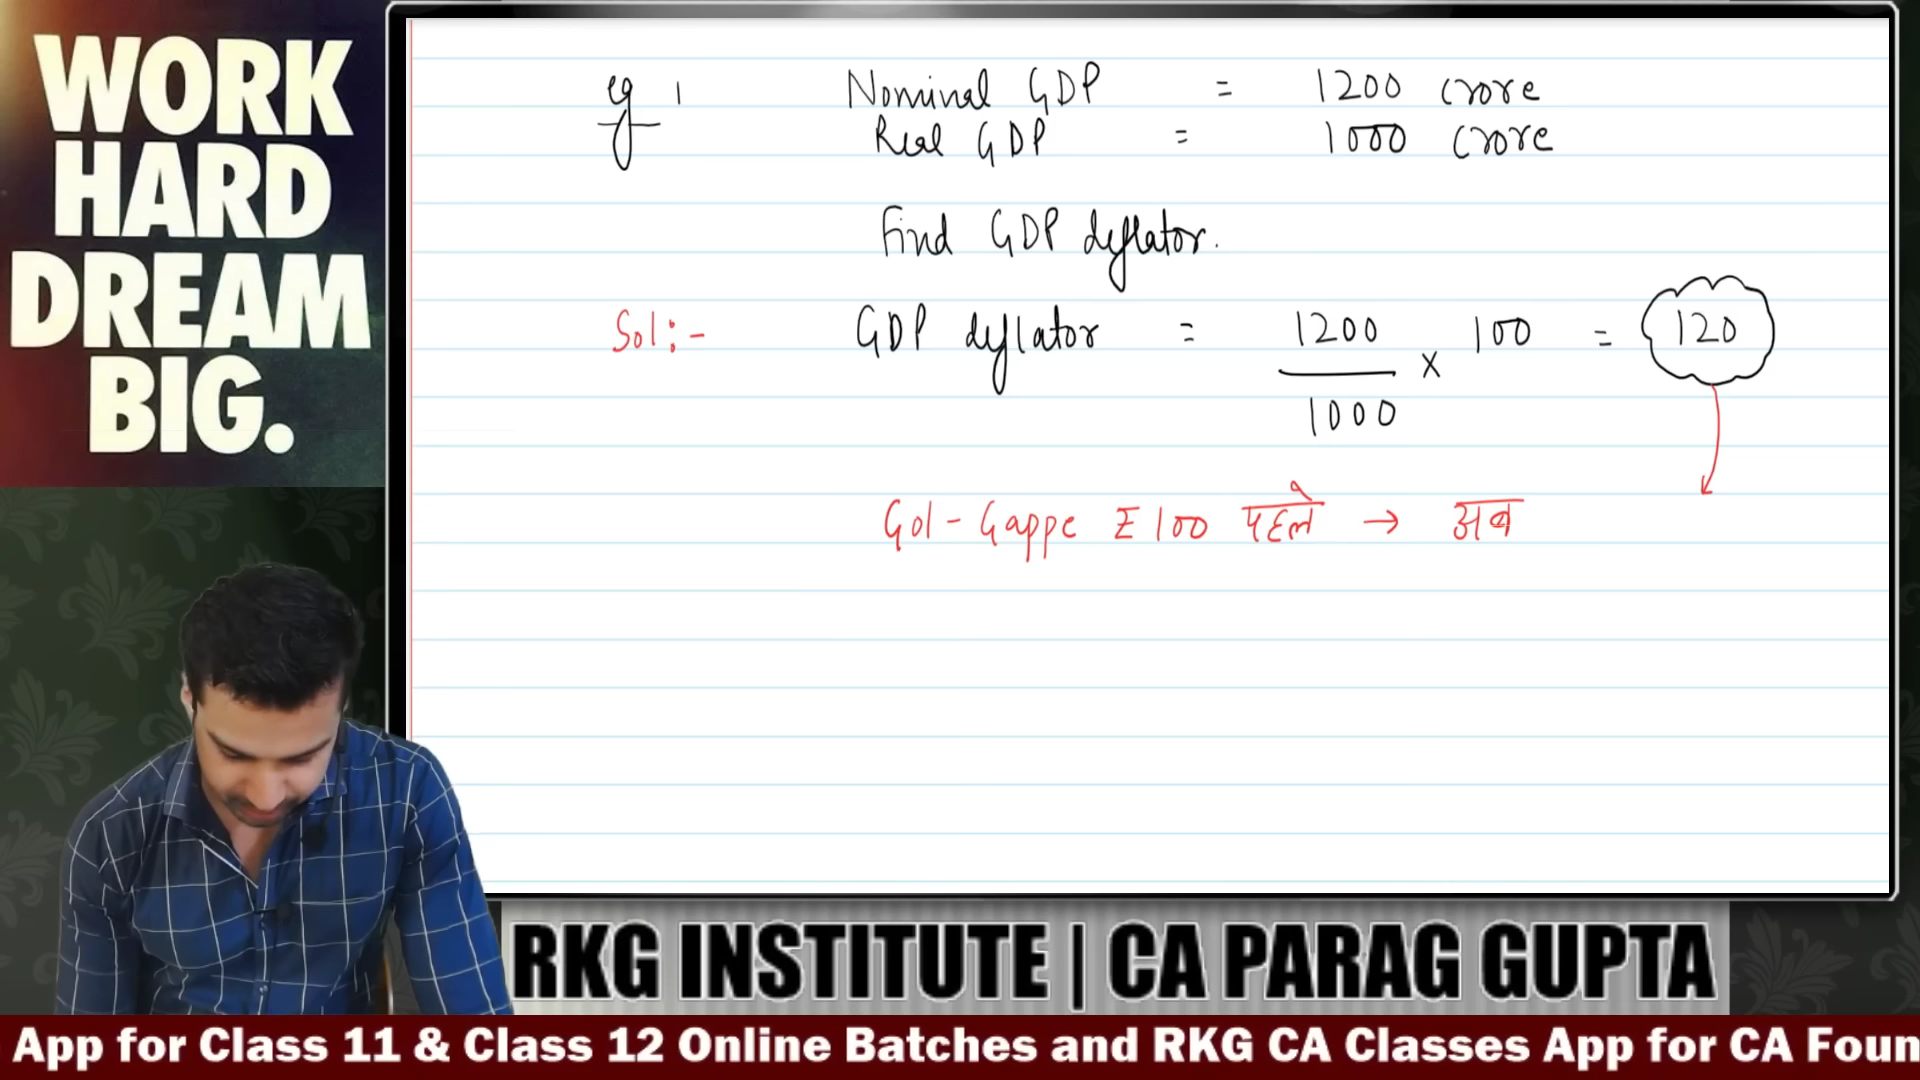 WORK
HARD
DREAM
BIG.
eg 1 Nominal GDP = 1200 crore
Real GDP = 1000 crore
Find GDP deflator.
Sol:- GDP deflator = 1200/1000 × 100 = 120
Gol-Gappe ₹100 पहले → अब
RKG INSTITUTE | CA PARAG GUPTA
App for Class 11 & Class 12 Online Batches and RKG CA Classes App for CA Foun